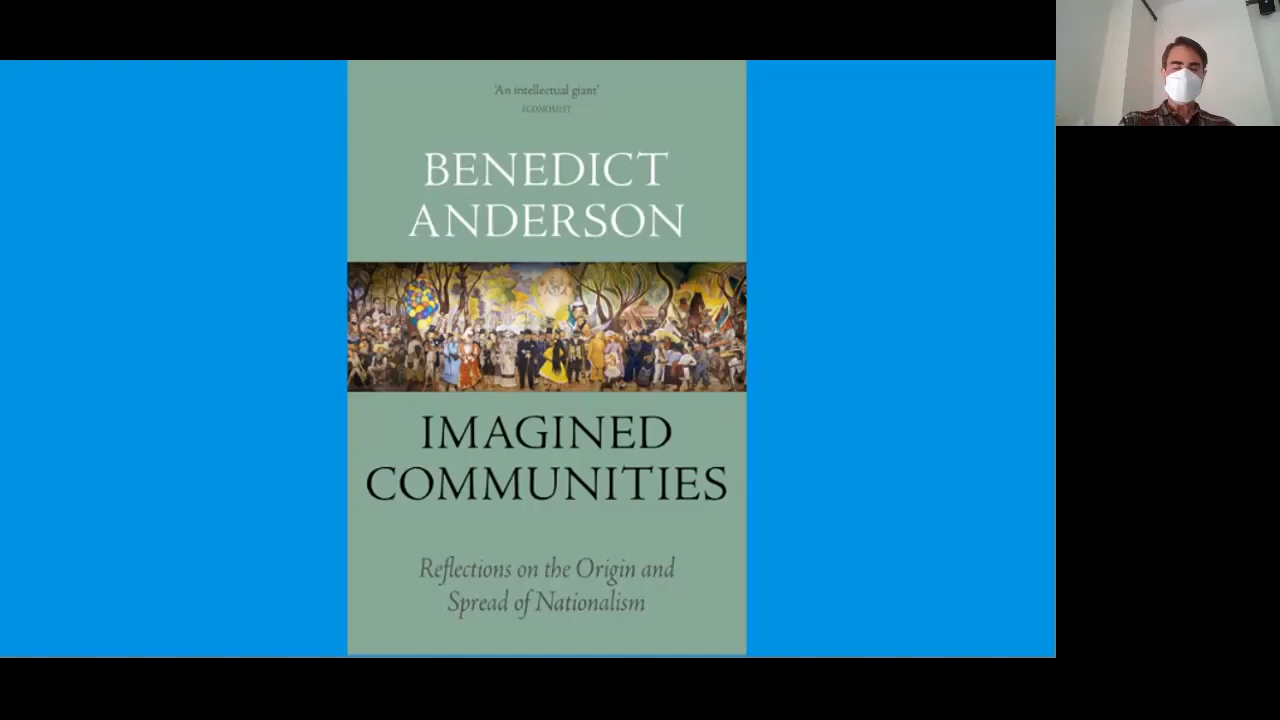 'An intellectual giant'
ECONOMIST
BENEDICT
ANDERSON
IMAGINED
COMMUNITIES
Reflections on the Origin and
Spread of Nationalism